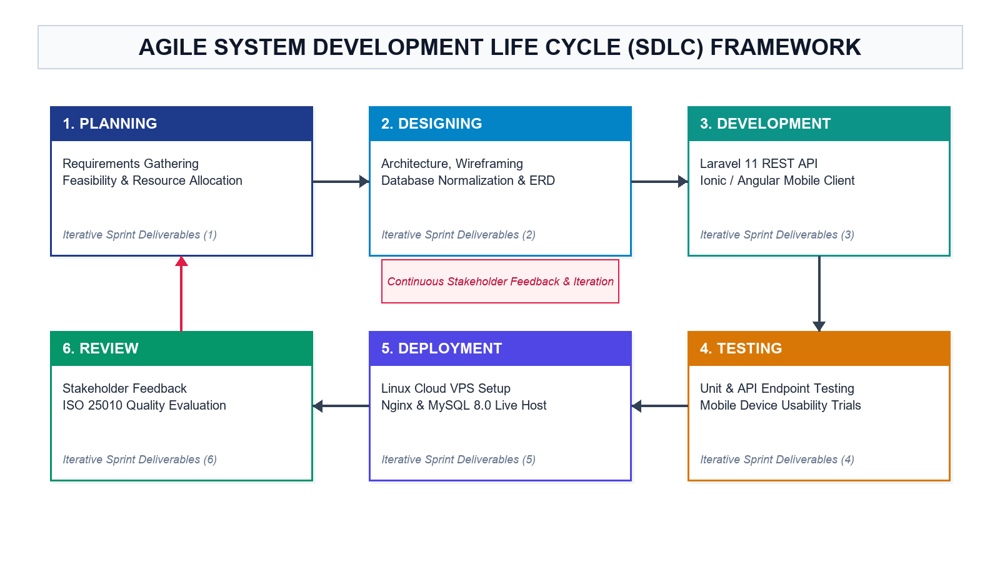 AGILE SYSTEM DEVELOPMENT LIFE CYCLE (SDLC) FRAMEWORK
1. PLANNING
Requirements Gathering
Feasibility & Resource Allocation
Iterative Sprint Deliverables (1)
2. DESIGNING
Architecture, Wireframing
Database Normalization & ERD
Iterative Sprint Deliverables (2)
3. DEVELOPMENT
Laravel 11 REST API
Ionic / Angular Mobile Client
Iterative Sprint Deliverables (3)
Continuous Stakeholder Feedback & Iteration
4. TESTING
Unit & API Endpoint Testing
Mobile Device Usability Trials
Iterative Sprint Deliverables (4)
5. DEPLOYMENT
Linux Cloud VPS Setup
Nginx & MySQL 8.0 Live Host
Iterative Sprint Deliverables (5)
6. REVIEW
Stakeholder Feedback
ISO 25010 Quality Evaluation
Iterative Sprint Deliverables (6)